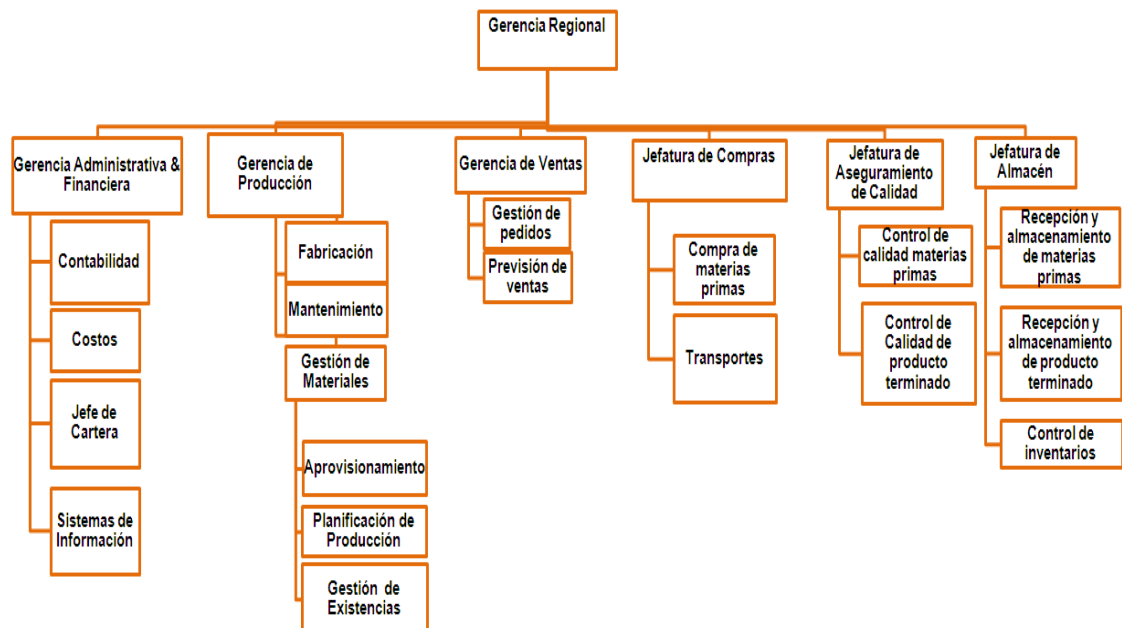 Gerencia Regional
Gerencia Administrativa &
Financiera
Contabilidad
Costos
Jefe de
Cartera
Sistemas de
Información
Gerencia de
Producción
Fabricación
Mantenimiento
Gestión de
Materiales
Aprovisionamiento
Planificación de
Producción
Gestión de
Existencias
Gerencia de Ventas
Gestión de
pedidos
Previsión de
ventas
Jefatura de Compras
Compra de
materias
primas
Transportes
Jefatura de
Aseguramiento
de Calidad
Control de
calidad materias
primas
Control de
Calidad de
producto
terminado
Jefatura de
Almacén
Recepción y
almacenamiento
de materias
primas
Recepción y
almacenamiento
de producto
terminado
Control de
inventarios